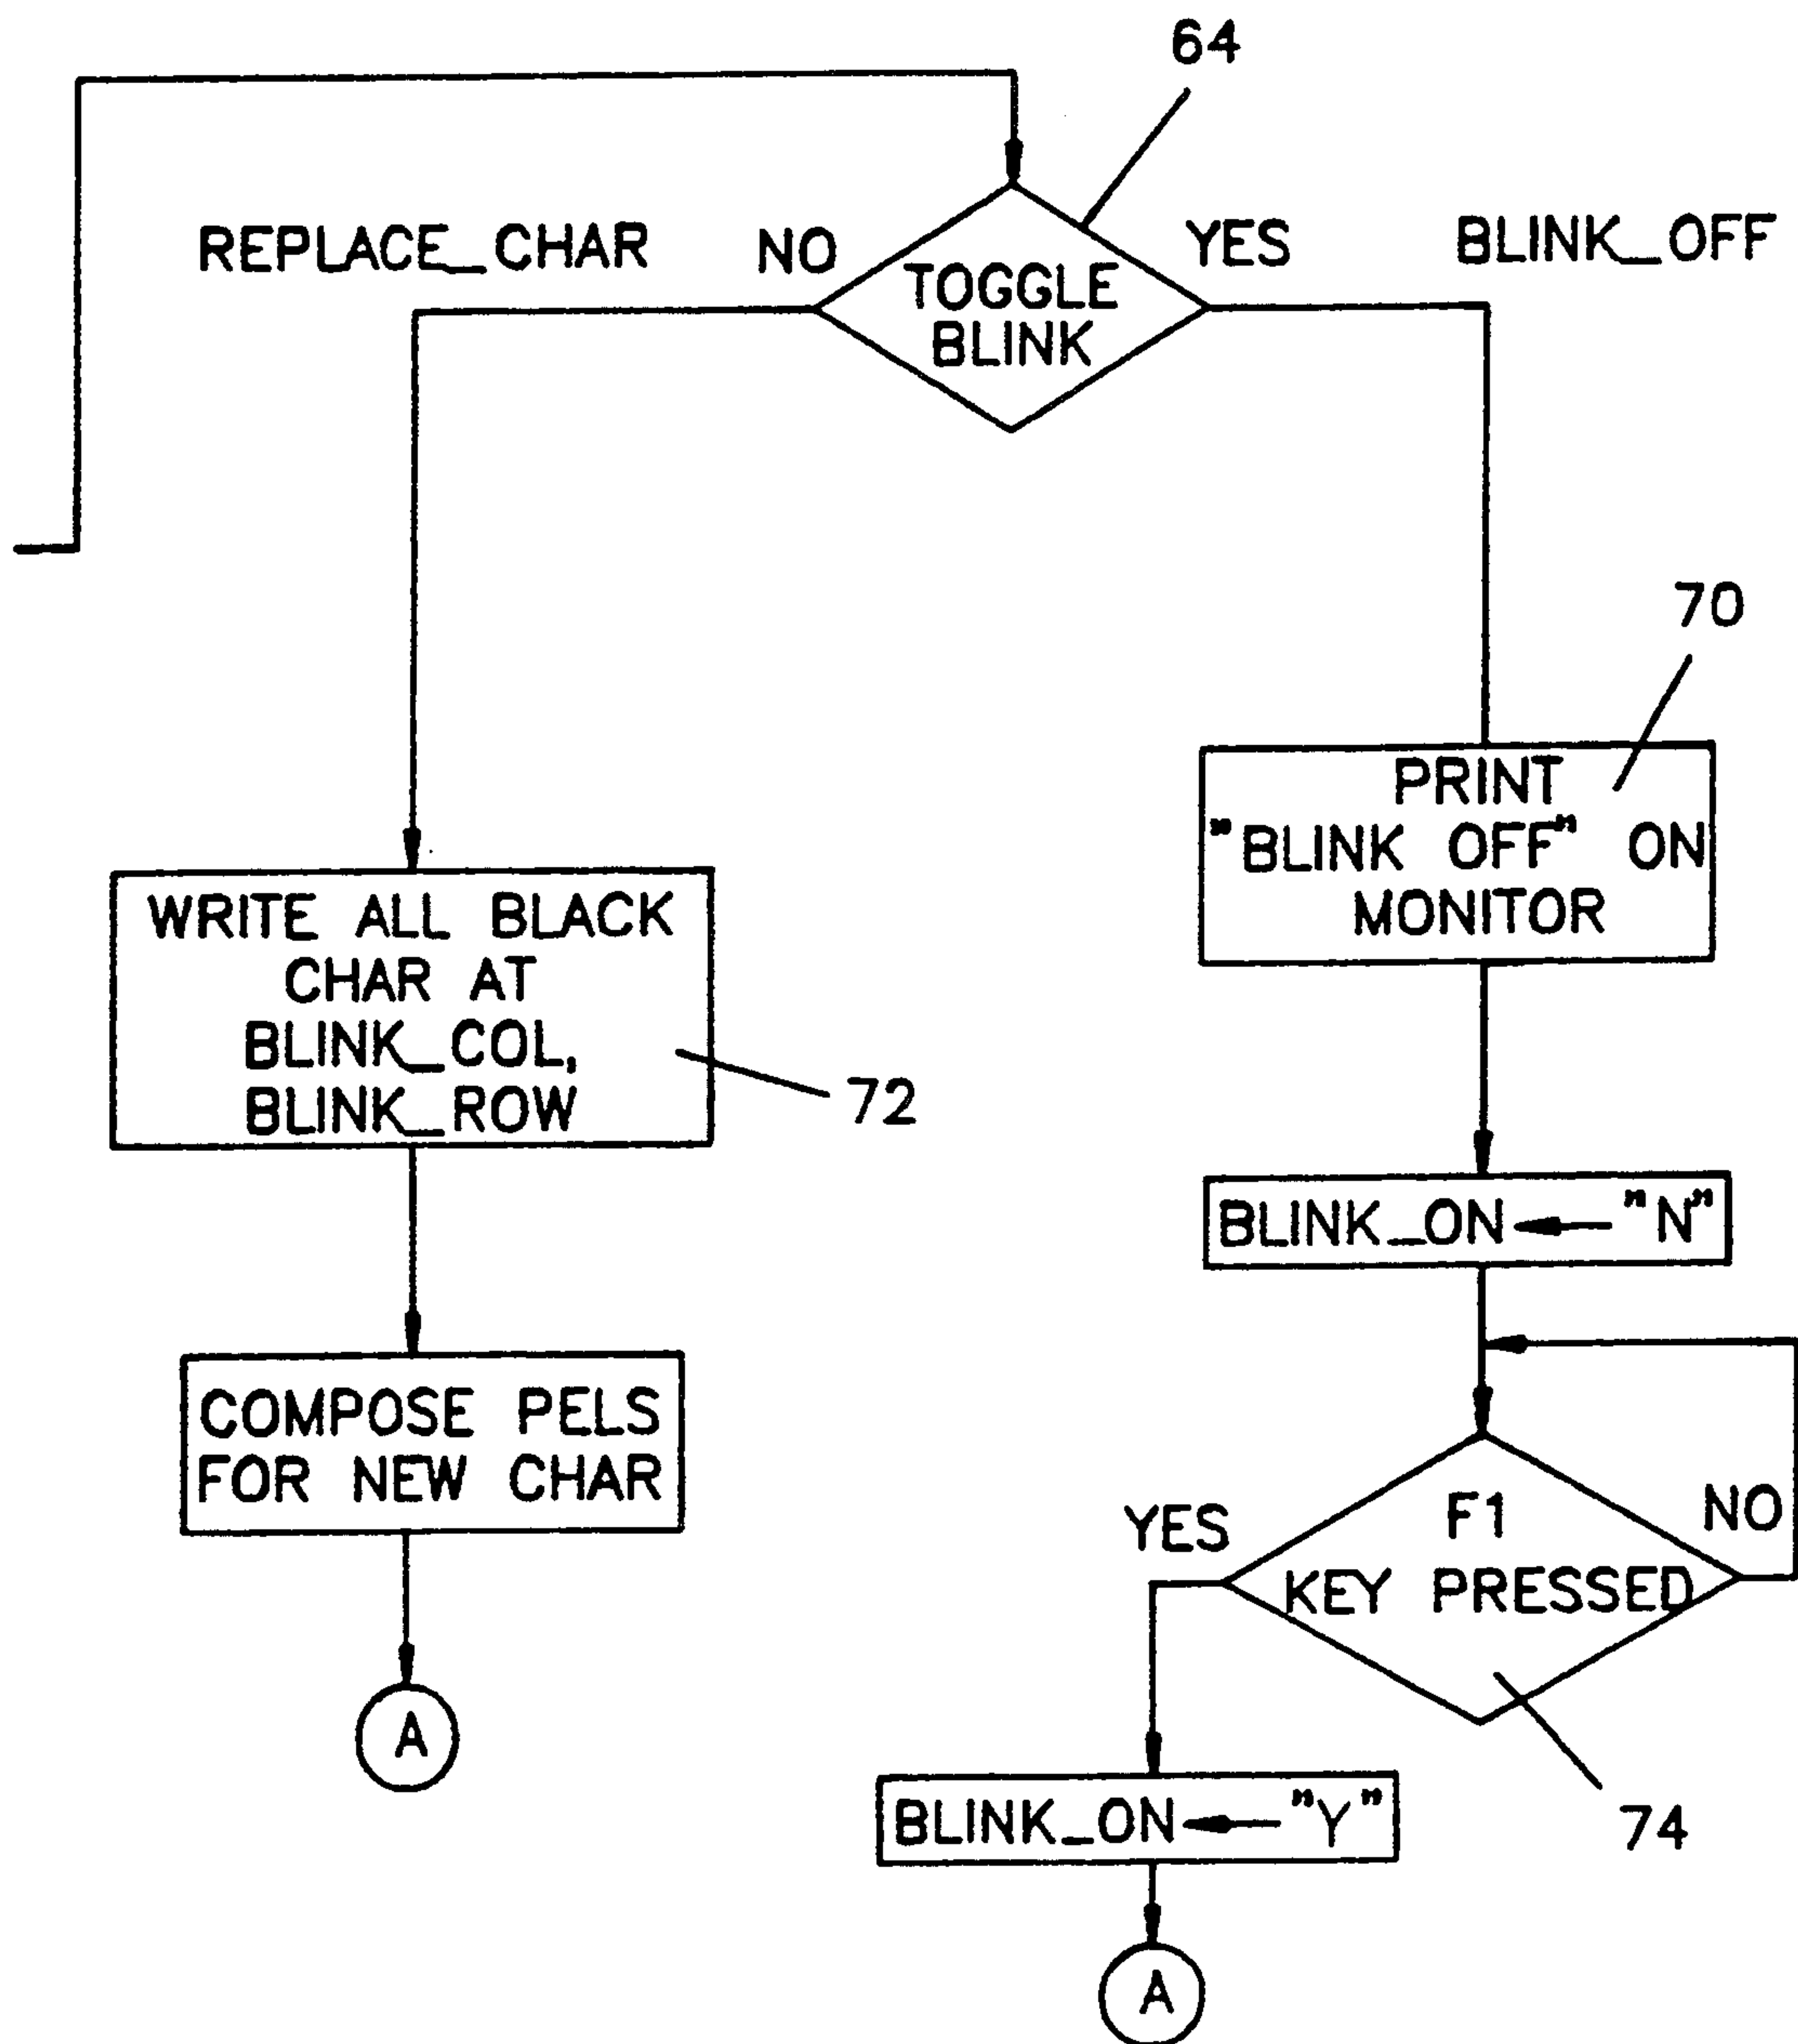 64
REPLACE_CHAR NO YES BLINK_OFF
TOGGLE
BLINK
70
PRINT
"BLINK OFF" ON
MONITOR
WRITE ALL BLACK
CHAR AT
BLINK_COL,
BLINK_ROW
72
BLINK_ON ← "N"
COMPOSE PELS
FOR NEW CHAR
YES F1 NO
KEY PRESSED
A
BLINK_ON ← "Y"
74
A